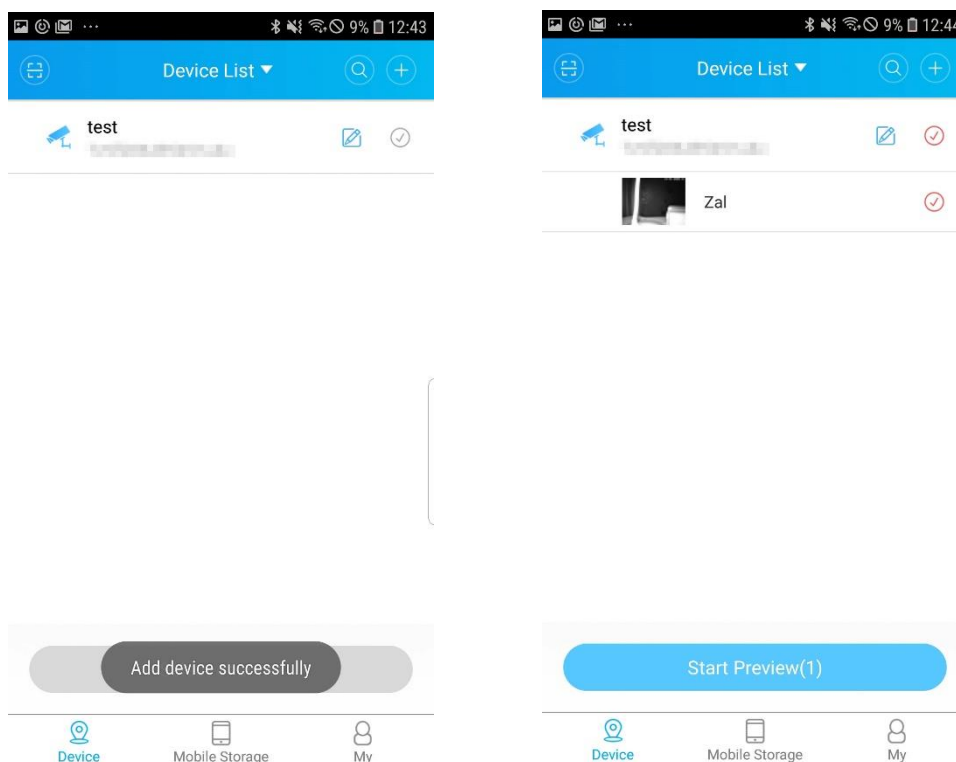 9% 12:43
Device List
test
Add device successfully
Device
Mobile Storage
My
9% 12:44
Device List
test
Zal
Start Preview(1)
Device
Mobile Storage
My